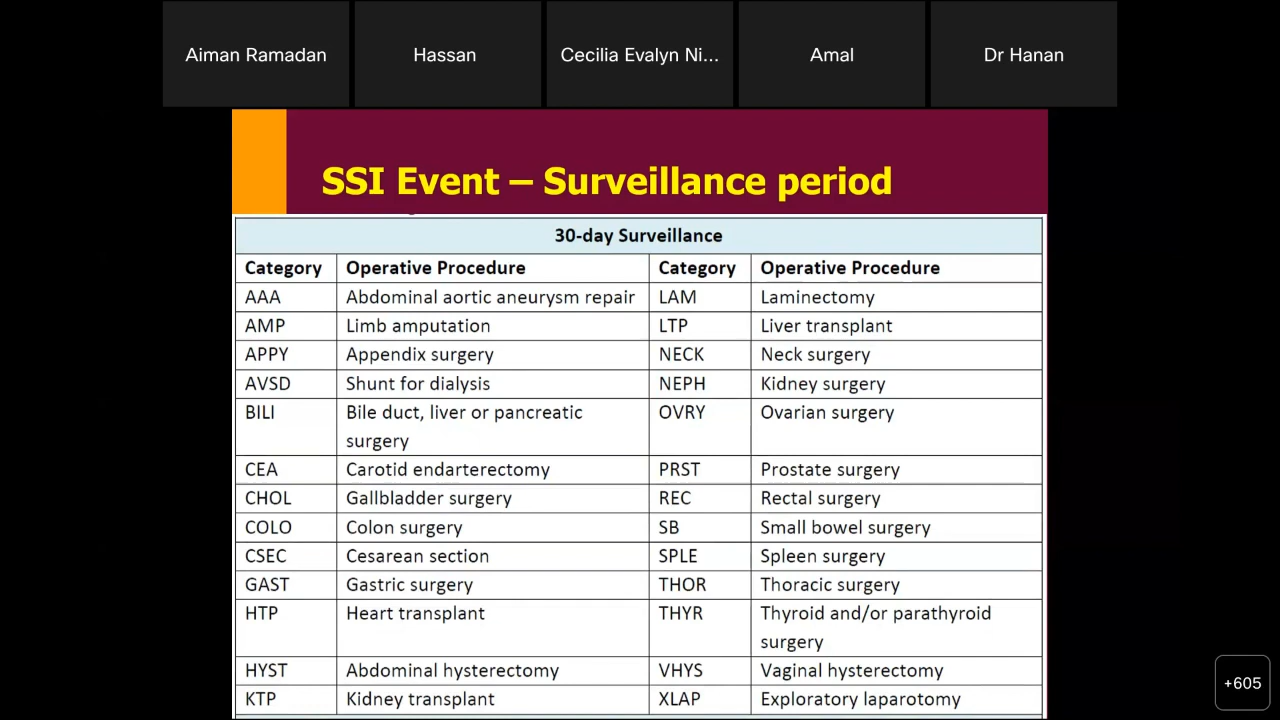 Aiman Ramadan
Hassan
Cecilia Evalyn Ni...
Amal
Dr Hanan
SSI Event – Surveillance period
30-day Surveillance
Category Operative Procedure Category Operative Procedure
AAA Abdominal aortic aneurysm repair LAM Laminectomy
AMP Limb amputation LTP Liver transplant
APPY Appendix surgery NECK Neck surgery
AVSD Shunt for dialysis NEPH Kidney surgery
BILI Bile duct, liver or pancreatic OVRY Ovarian surgery
surgery
CEA Carotid endarterectomy PRST Prostate surgery
CHOL Gallbladder surgery REC Rectal surgery
COLO Colon surgery SB Small bowel surgery
CSEC Cesarean section SPLE Spleen surgery
GAST Gastric surgery THOR Thoracic surgery
HTP Heart transplant THYR Thyroid and/or parathyroid
surgery
HYST Abdominal hysterectomy VHYS Vaginal hysterectomy
KTP Kidney transplant XLAP Exploratory laparotomy
+605